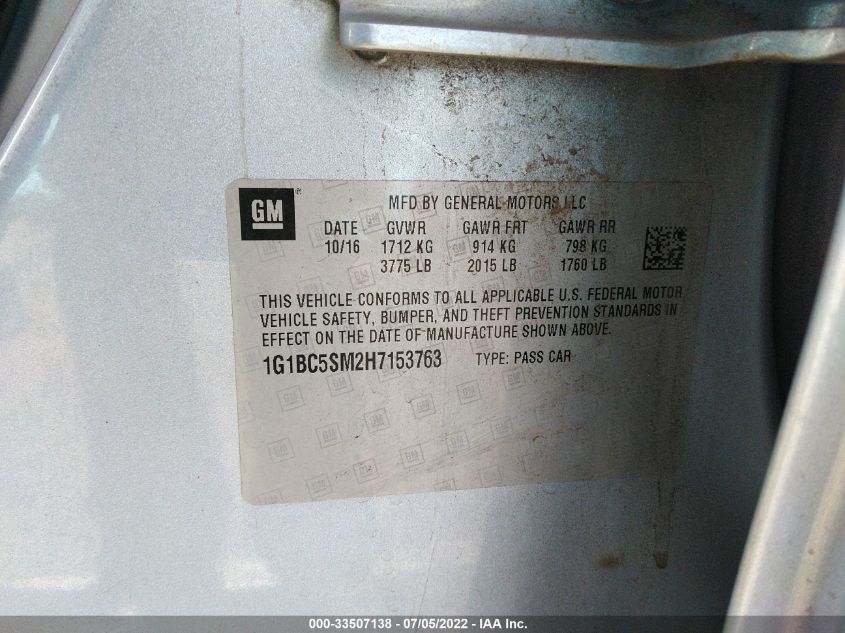 GM
MFD BY GENERAL MOTORS LLC
DATE GVWR GAWR FRT GAWR RR
10/16 1712 KG 914 KG 798 KG
3775 LB 2015 LB 1760 LB
THIS VEHICLE CONFORMS TO ALL APPLICABLE U.S. FEDERAL MOTOR
VEHICLE SAFETY, BUMPER, AND THEFT PREVENTION STANDARDS IN
EFFECT ON THE DATE OF MANUFACTURE SHOWN ABOVE.
1G1BC5SM2H7153763 TYPE: PASS CAR
000-33507138 - 07/05/2022 - IAA Inc.